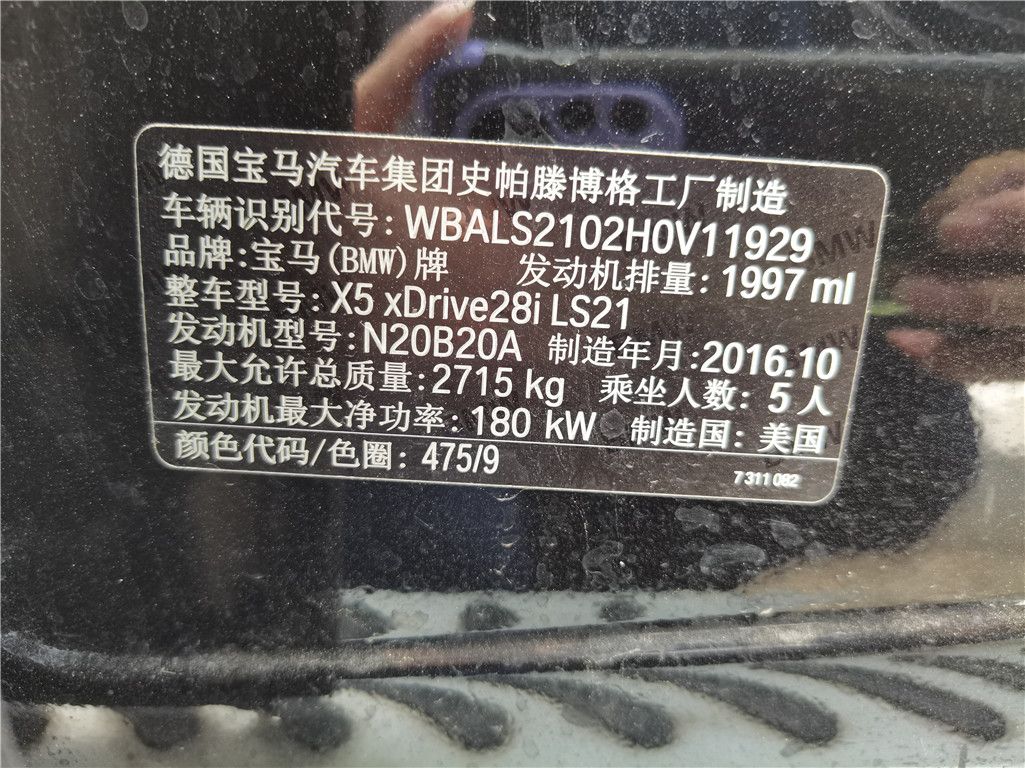 德国宝马汽车集团史帕滕博格工厂制造
车辆识别代号: WBALS2102H0V11929
品牌: 宝马(BMW)牌 发动机排量: 1997 ml
整车型号: X5 xDrive28i LS21
发动机型号: N20B20A 制造年月: 2016.10
最大允许总质量: 2715 kg 乘坐人数: 5 人
发动机最大净功率: 180 kW 制造国: 美国
颜色代码/色圈: 475/9 7 311 082